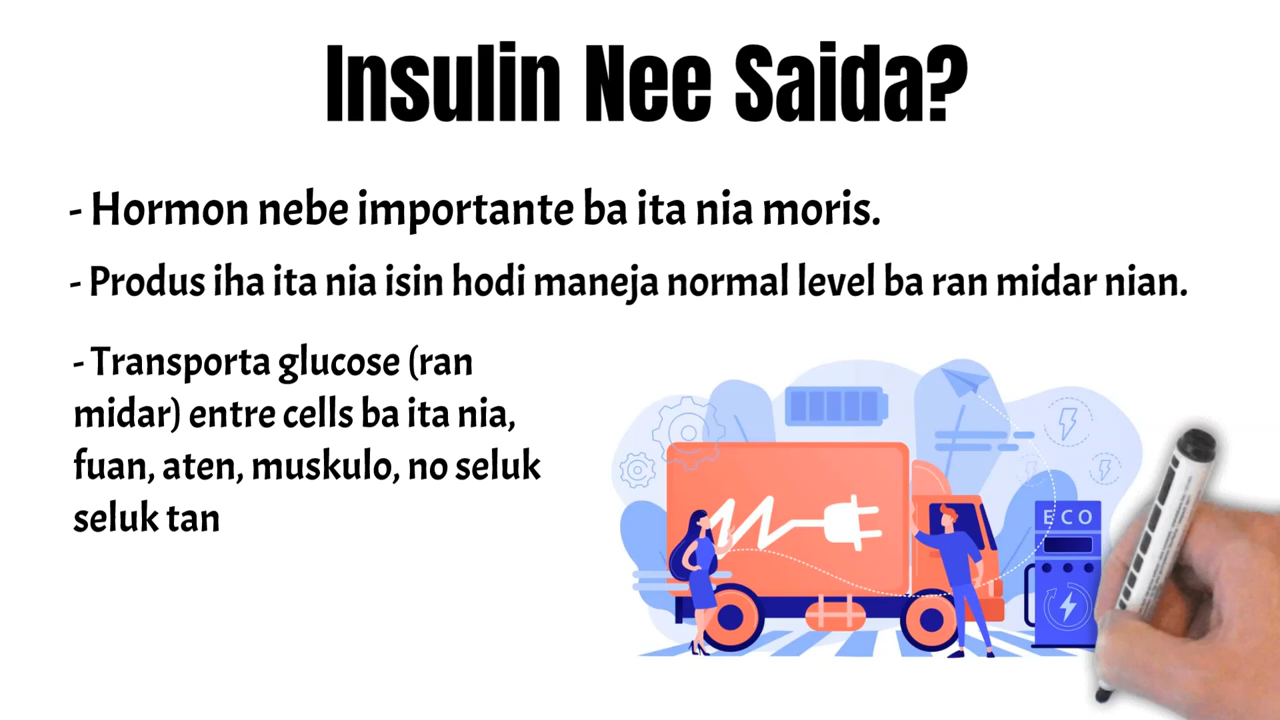 Insulin Nee Saida?
- Hormon nebe importante ba ita nia moris.
- Produs iha ita nia isin hodi maneja normal level ba ran midar nian.
- Transporta glucose (ran
midar) entre cells ba ita nia,
fuan, aten, muskulo, no seluk
seluk tan
ECO